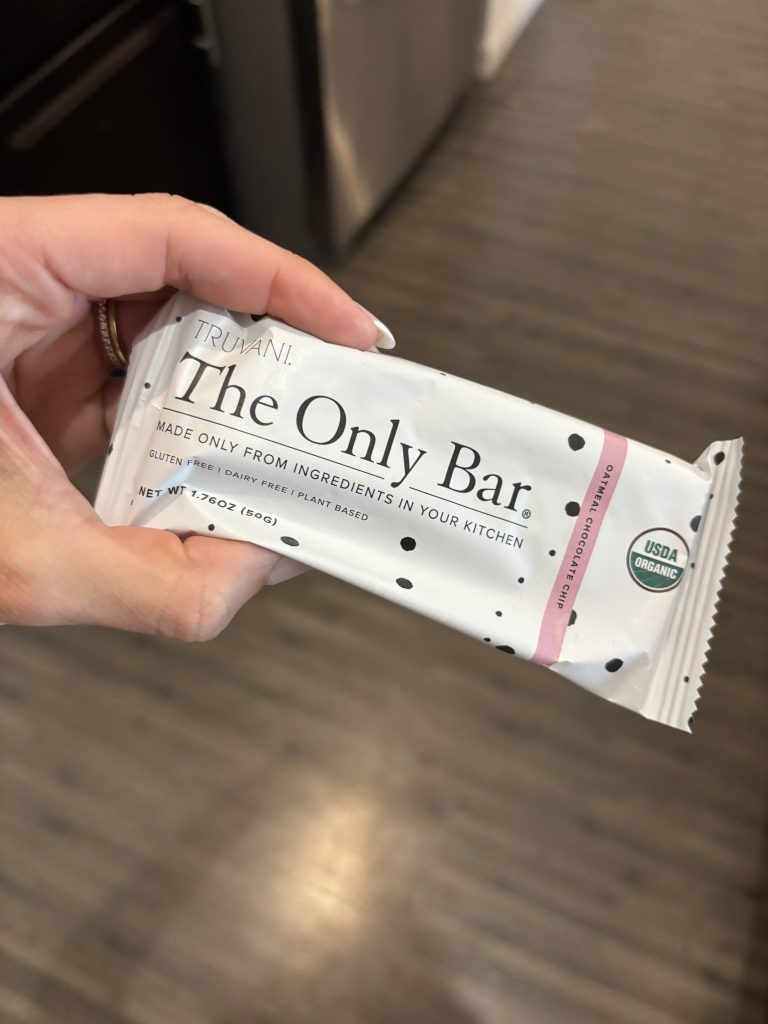 TRUVANI.
The Only Bar®
MADE ONLY FROM INGREDIENTS IN YOUR KITCHEN
GLUTEN FREE | DAIRY FREE | PLANT BASED
NET WT 1.76OZ (50g)
OATMEAL CHOCOLATE CHIP
USDA
ORGANIC